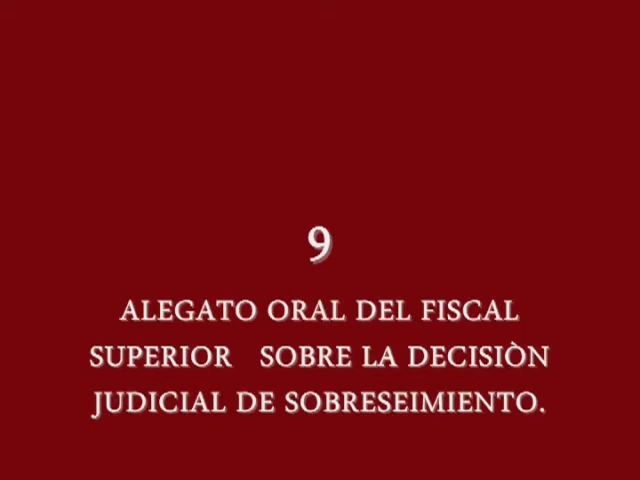 9
ALEGATO ORAL DEL FISCAL
SUPERIOR SOBRE LA DECISIÒN
JUDICIAL DE SOBRESEIMIENTO.